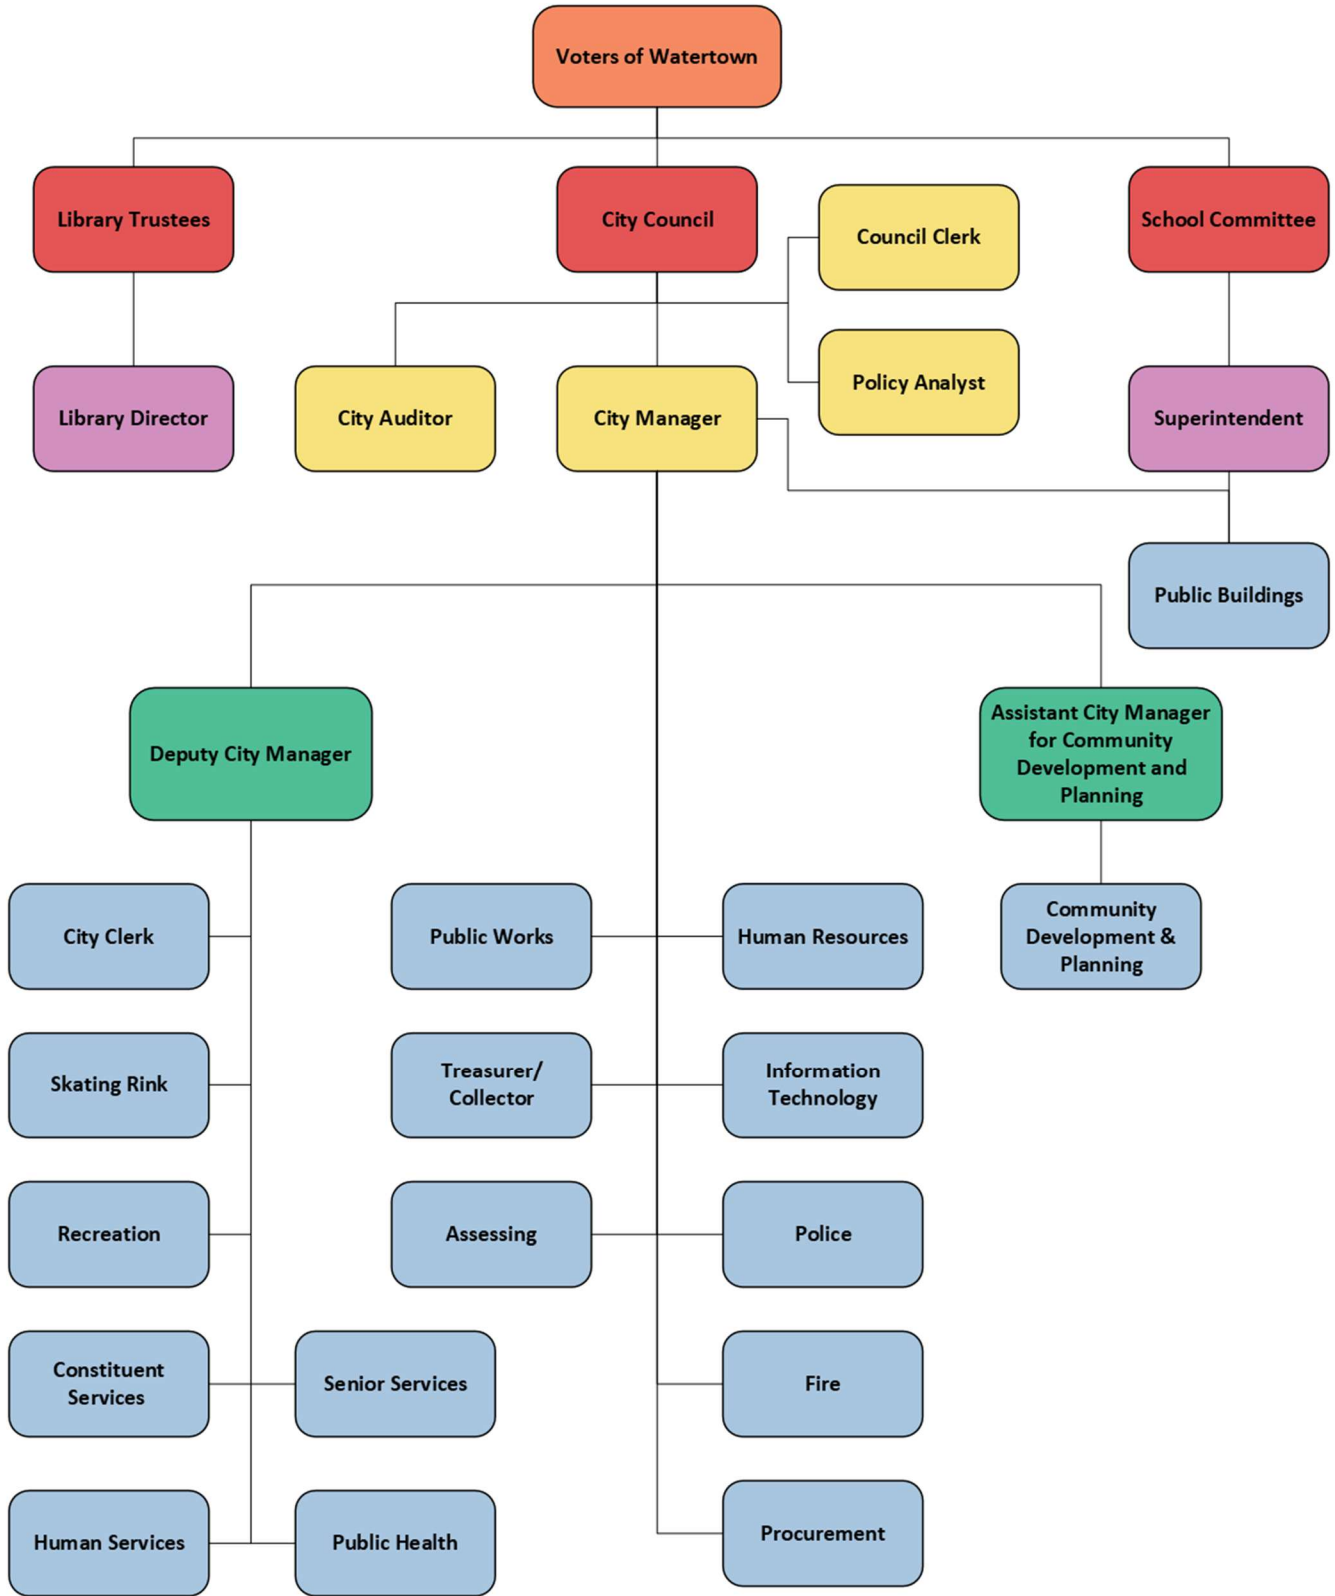 Voters of Watertown
Library Trustees
City Council
Council Clerk
School Committee
Policy Analyst
Library Director
City Auditor
City Manager
Superintendent
Public Buildings
Deputy City Manager
Assistant City Manager
for Community
Development and
Planning
City Clerk
Public Works
Human Resources
Community
Development &
Planning
Skating Rink
Treasurer/
Collector
Information
Technology
Recreation
Assessing
Police
Constituent
Services
Senior Services
Fire
Human Services
Public Health
Procurement